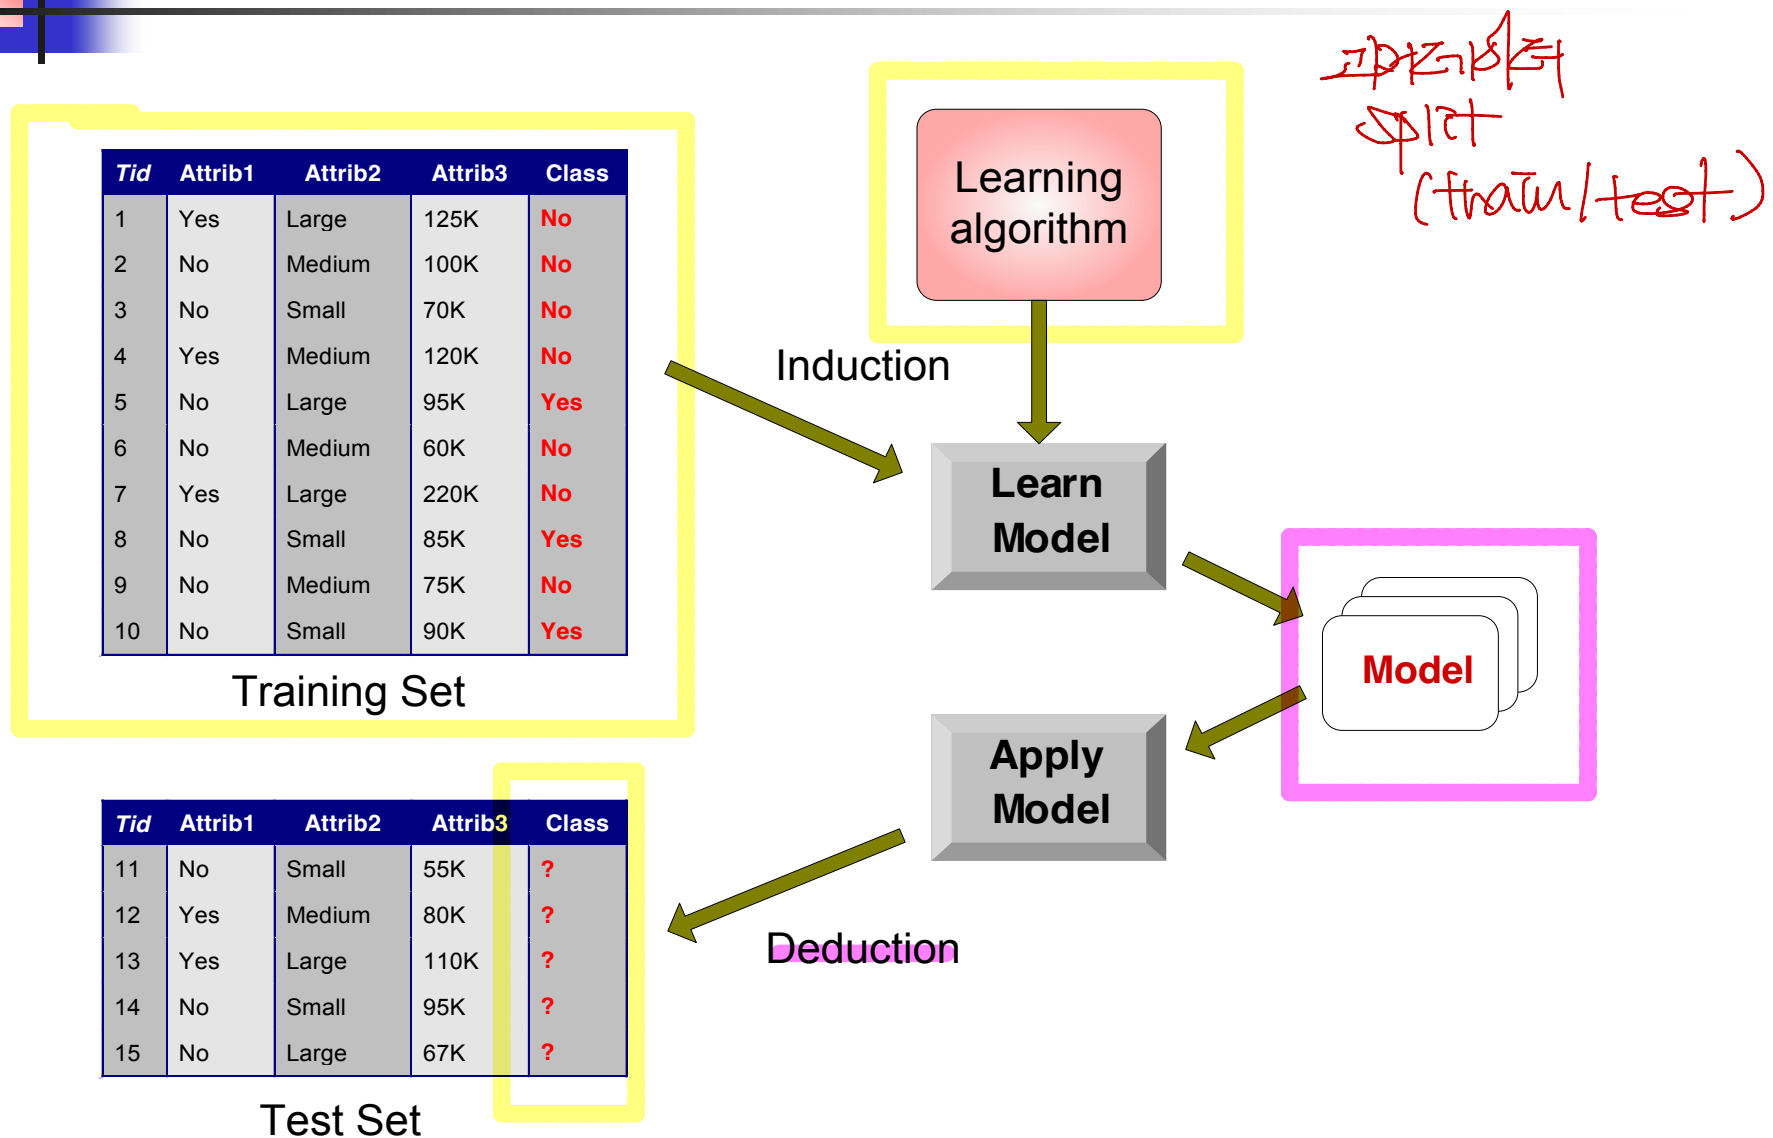 split
(train/test)
Tid Attrib1 Attrib2 Attrib3 Class
1 Yes Large 125K No
2 No Medium 100K No
3 No Small 70K No
4 Yes Medium 120K No
5 No Large 95K Yes
6 No Medium 60K No
7 Yes Large 220K No
8 No Small 85K Yes
9 No Medium 75K No
10 No Small 90K Yes
Training Set
Learning
algorithm
Induction
Learn
Model
Model
Apply
Model
Deduction
Tid Attrib1 Attrib2 Attrib3 Class
11 No Small 55K ?
12 Yes Medium 80K ?
13 Yes Large 110K ?
14 No Small 95K ?
15 No Large 67K ?
Test Set